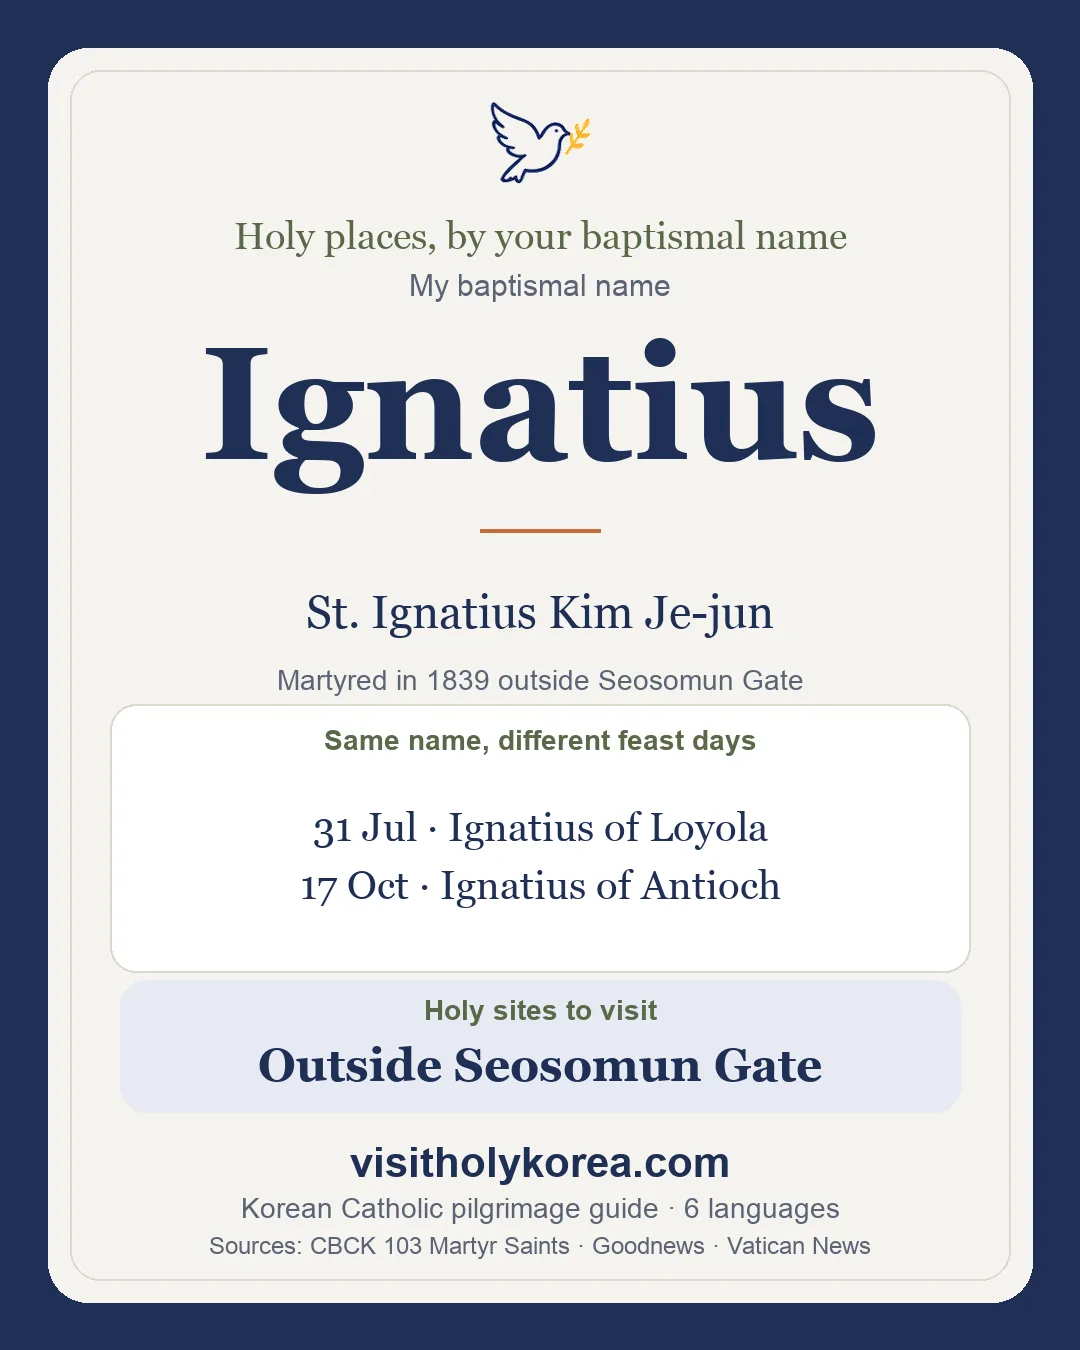 Holy places, by your baptismal name
My baptismal name
Ignatius
St. Ignatius Kim Je-jun
Martyred in 1839 outside Seosomun Gate
Same name, different feast days
31 Jul · Ignatius of Loyola
17 Oct · Ignatius of Antioch
Holy sites to visit
Outside Seosomun Gate
visitholykorea.com
Korean Catholic pilgrimage guide · 6 languages
Sources: CBCK 103 Martyr Saints · Goodnews · Vatican News